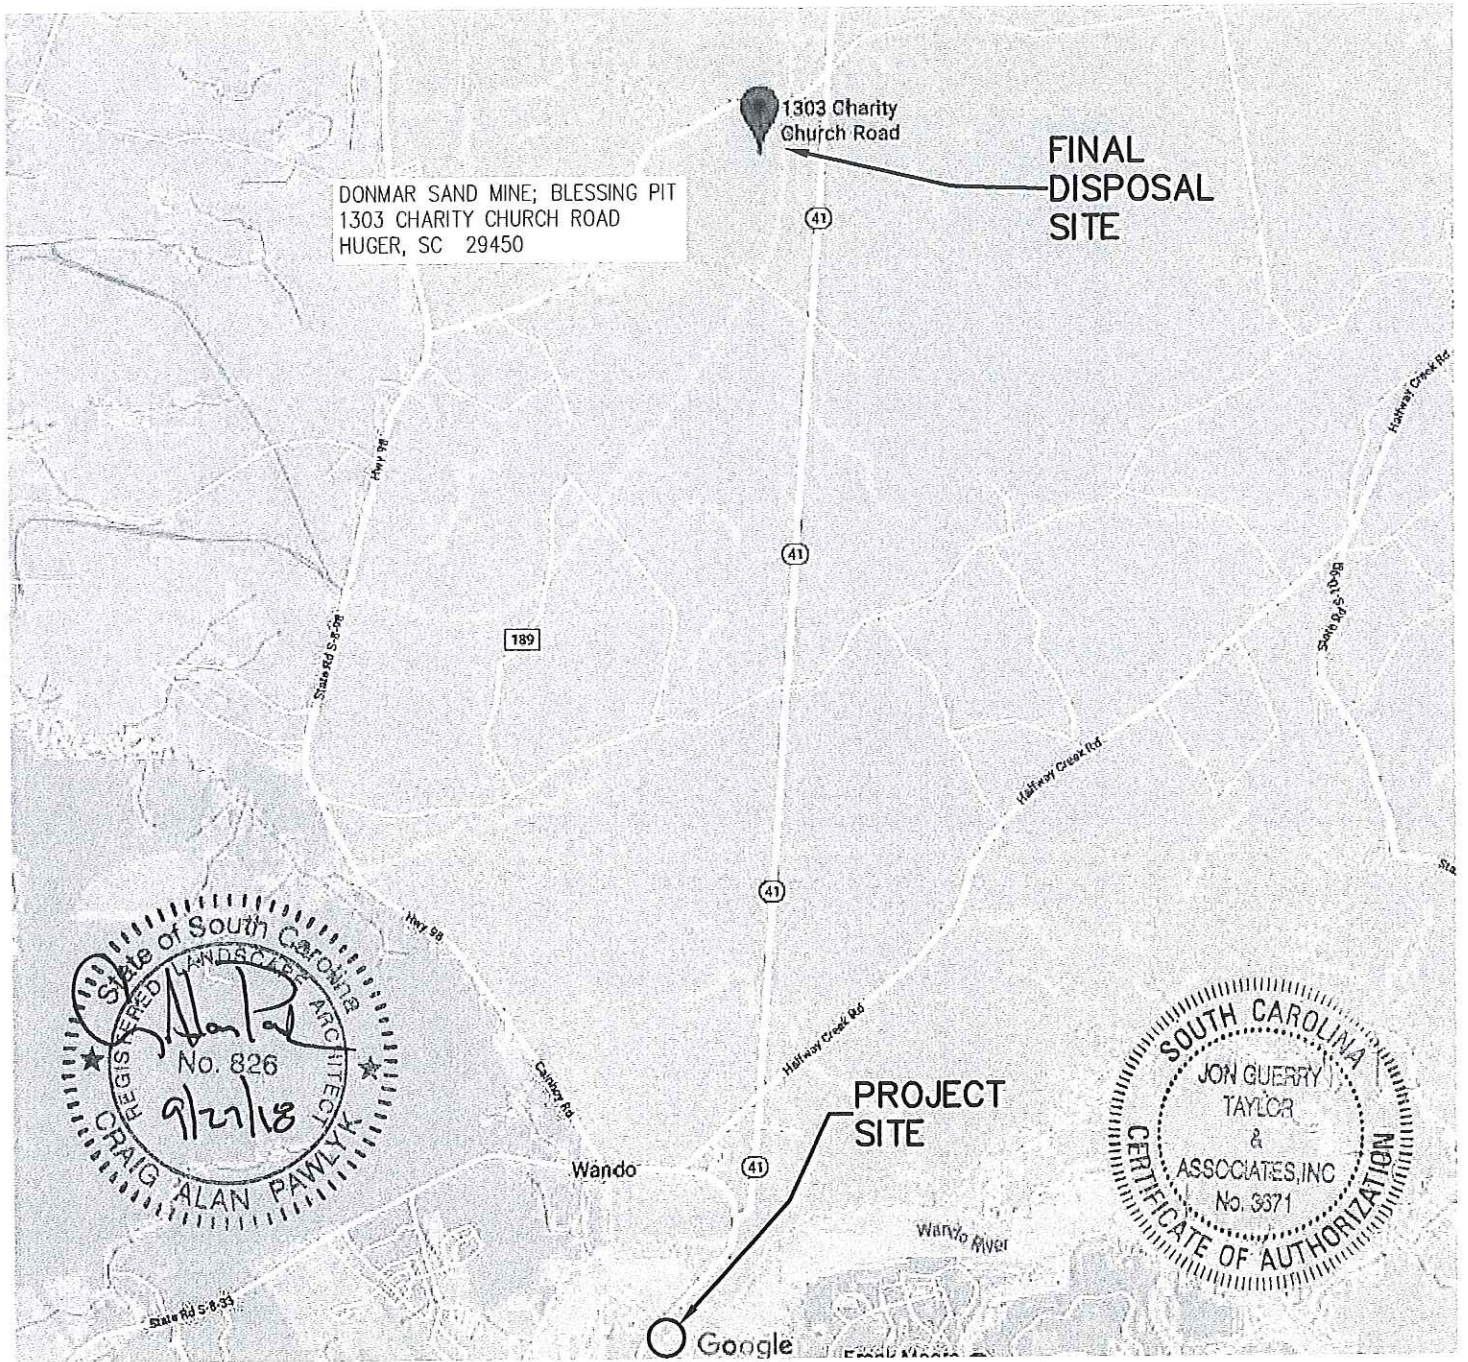 1303 Charity
Church Road
FINAL
DISPOSAL
SITE
DONMAR SAND MINE; BLESSING PIT
1303 CHARITY CHURCH ROAD
HUGER, SC 29450
41
Halfway Creek Rd
Hwy 98
41
State Rd S-10-98
189
State Rd S-8-98
Halfway Creek Rd
Sta
41
Hwy 98
State of South Carolina
REGISTERED LANDSCAPE ARCHITECT
No. 826
9/27/18
CRAIG ALAN PAWLYK
Halfway Creek Rd
Cainhoy Rd
PROJECT
SITE
SOUTH CAROLINA
JON GUERRY
TAYLOR
&
ASSOCIATES, INC
No. 3671
CERTIFICATE OF AUTHORIZATION
Wando
41
Wando River
State Rd S-8-33
Google